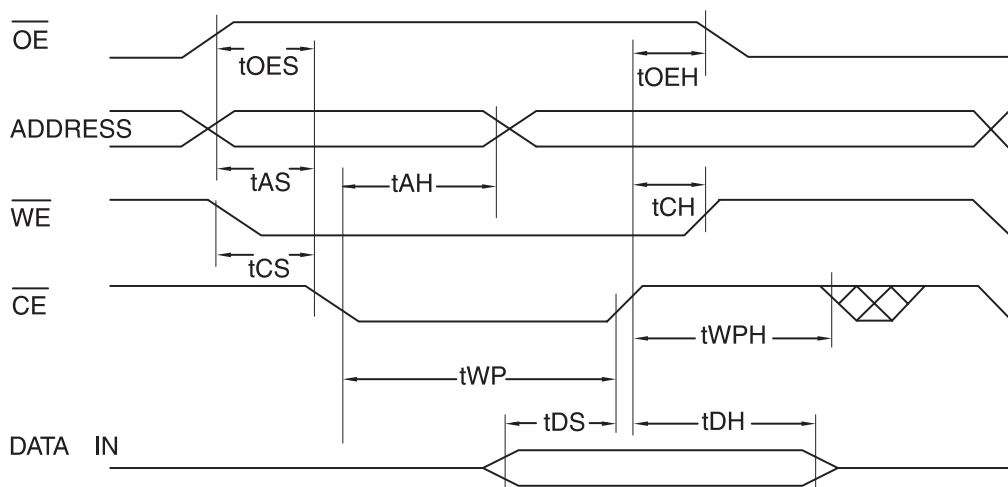 OE
tOES
tOEH
ADDRESS
tAS
tAH
tCH
WE
tCS
CE
tWPH
tWP
tDS
tDH
DATA IN